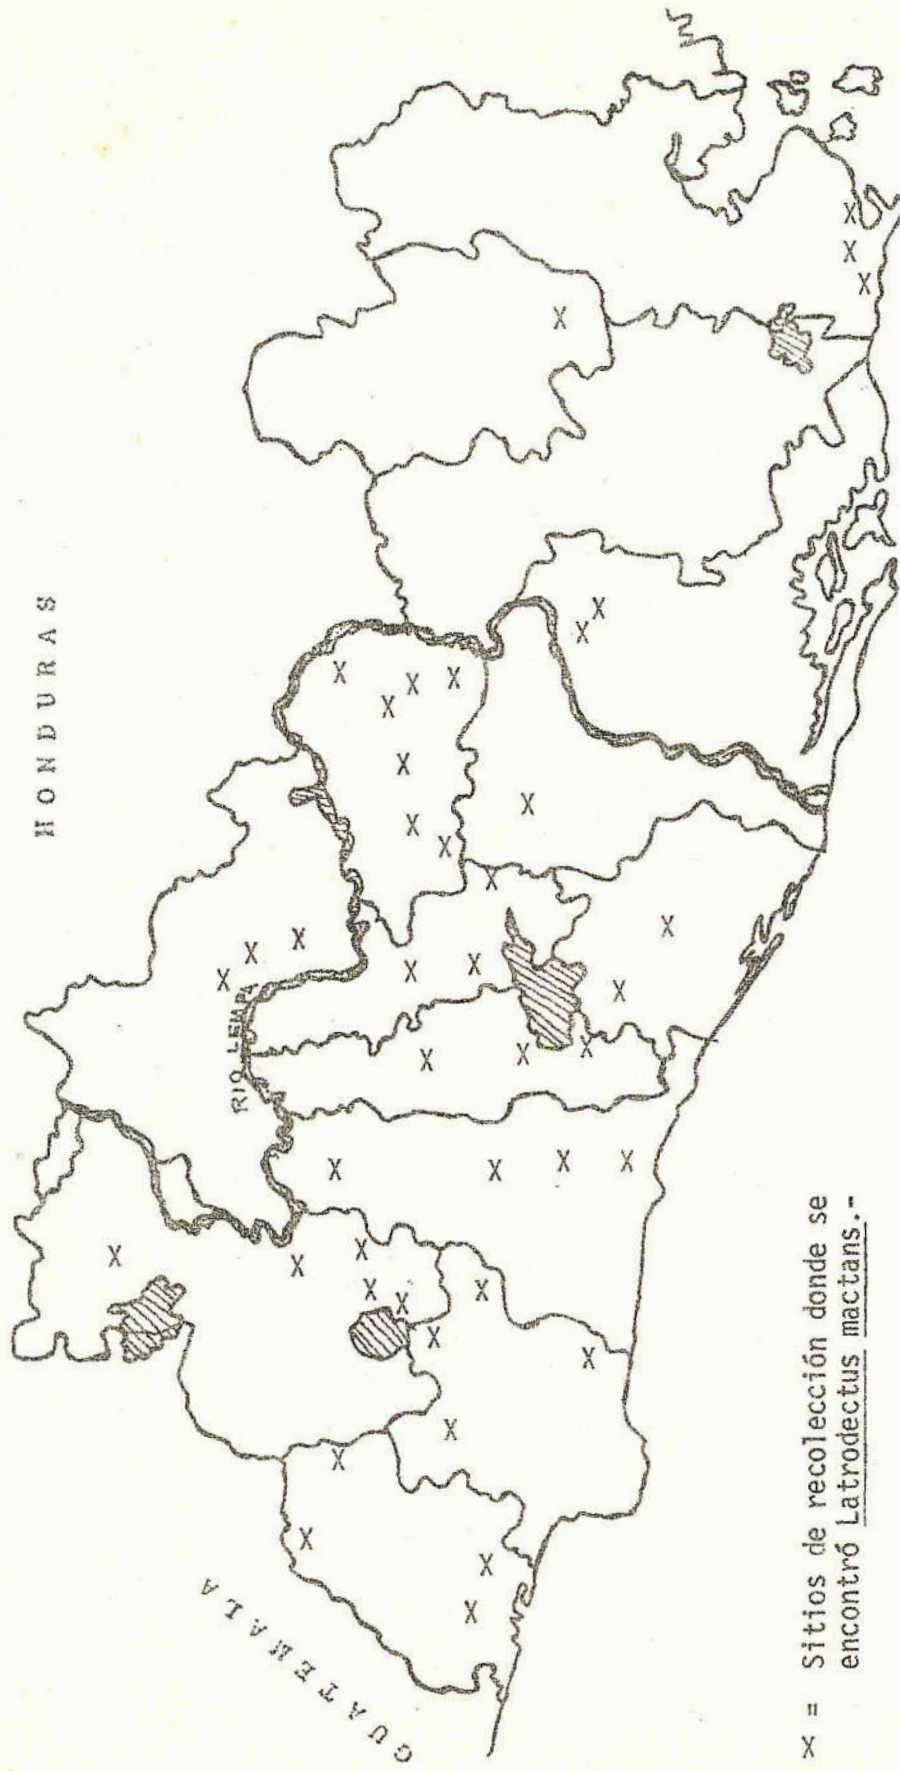 HONDURAS
GUATEMALA
RIO LEMPA
X = Sitios de recolección donde se
encontró Latrodectus mactans.-